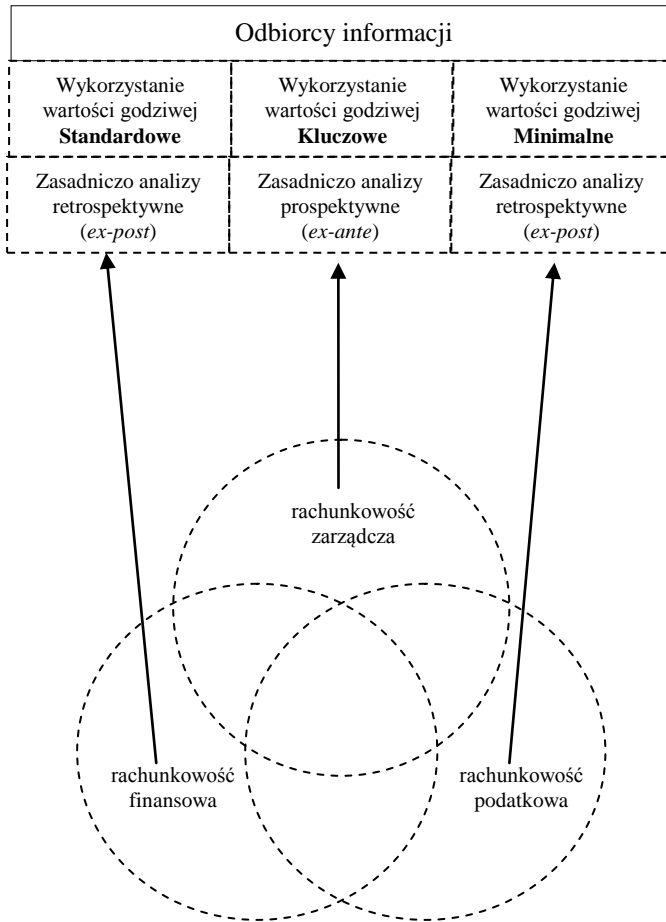 Odbiorcy informacji
Wykorzystanie
wartości godziwej
Standardowe
Wykorzystanie
wartości godziwej
Kluczowe
Wykorzystanie
wartości godziwej
Minimalne
Zasadniczo analizy
retrospektywne
(ex-post)
Zasadniczo analizy
prospektywne
(ex-ante)
Zasadniczo analizy
retrospektywne
(ex-post)
rachunkowość
zarządcza
rachunkowość
finansowa
rachunkowość
podatkowa